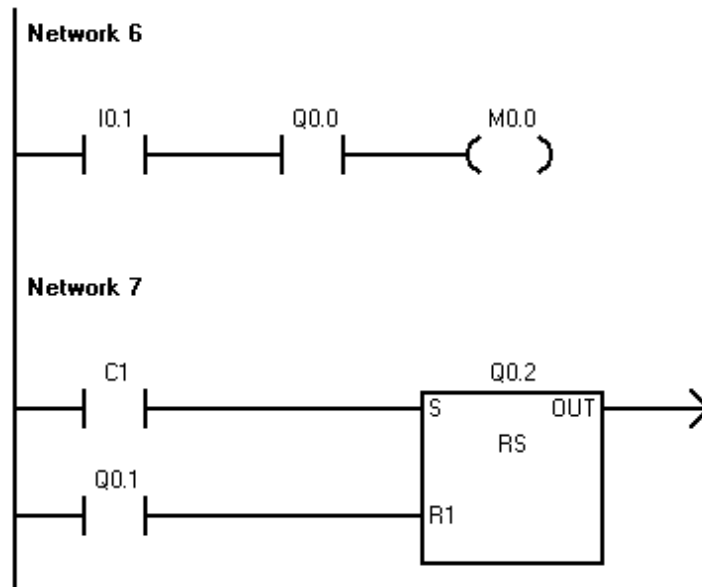 Network 6
I0.1 Q0.0 M0.0
Network 7
C1 Q0.2
S OUT
RS
Q0.1
R1